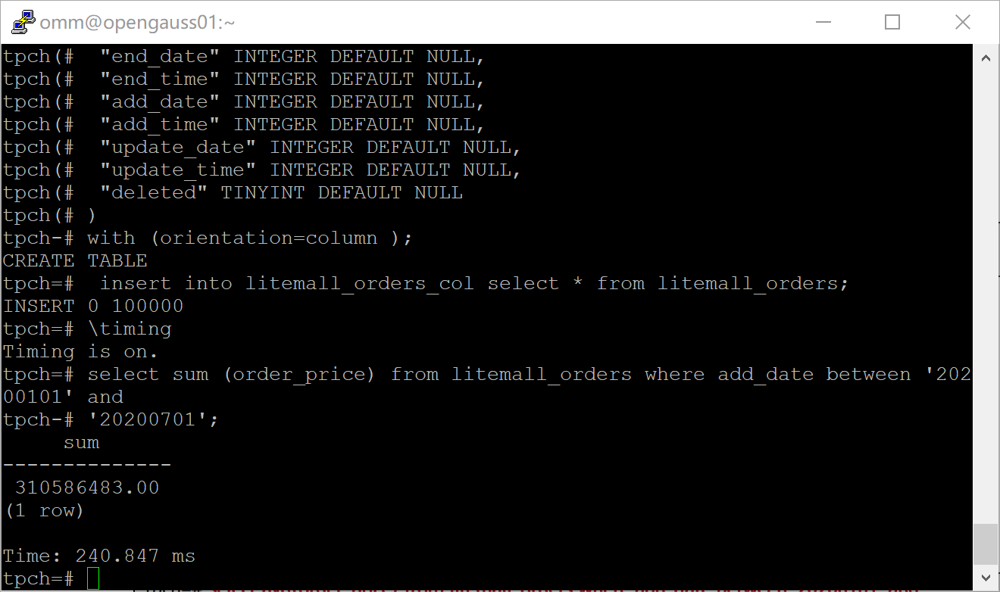 omm@opengauss01:~
tpch(#  "end_date" INTEGER DEFAULT NULL,
tpch(#  "end_time" INTEGER DEFAULT NULL,
tpch(#  "add_date" INTEGER DEFAULT NULL,
tpch(#  "add_time" INTEGER DEFAULT NULL,
tpch(#  "update_date" INTEGER DEFAULT NULL,
tpch(#  "update_time" INTEGER DEFAULT NULL,
tpch(#  "deleted" TINYINT DEFAULT NULL
tpch(# )
tpch-# with (orientation=column );
CREATE TABLE
tpch=#  insert into litemall_orders_col select * from litemall_orders;
INSERT 0 100000
tpch=# \timing
Timing is on.
tpch=# select sum (order_price) from litemall_orders where add_date between '202
00101' and
tpch-# '20200701';
     sum
--------------
 310586483.00
(1 row)

Time: 240.847 ms
tpch=#